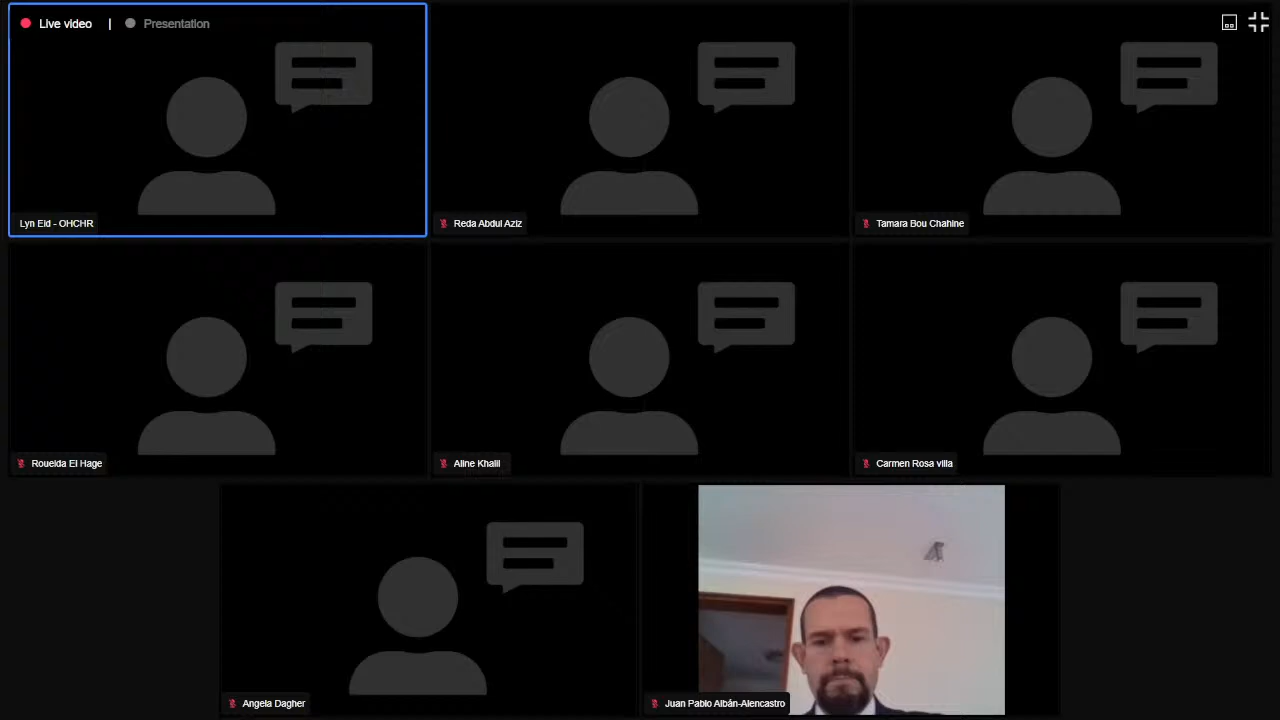 Live video | Presentation
Lyn Eid - OHCHR
Reda Abdul Aziz
Tamara Bou Chahine
Roueida El Hage
Aline Khalil
Carmen Rosa villa
Angela Dagher
Juan Pablo Albán-Alencastro